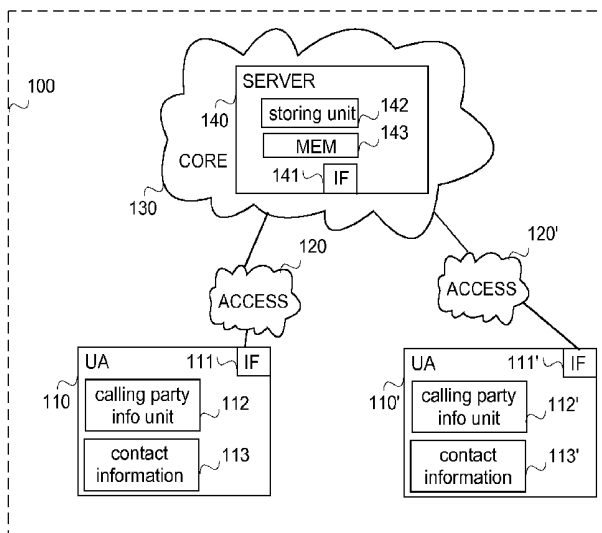 100
SERVER
140
storing unit
142
MEM
143
CORE
141
IF
130
120
120'
ACCESS
ACCESS
UA
111
IF
110
calling party
info unit
112
contact
information
113
UA
111'
IF
110'
calling party
info unit
112'
contact
information
113'